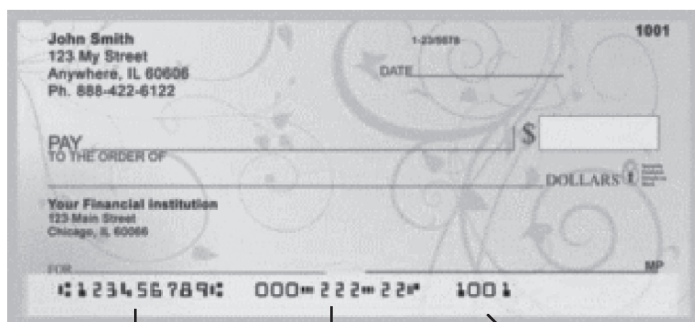 John Smith
1-23/5678
1001
123 My Street
Anywhere, IL 60606
DATE
Ph. 888-422-6122
PAY
TO THE ORDER OF
$
DOLLARS
Your Financial Institution
123 Main Street
Chicago, IL 60066
FOR
MP
⑆123456789⑆ 000⑉222⑉22⑈ 1001